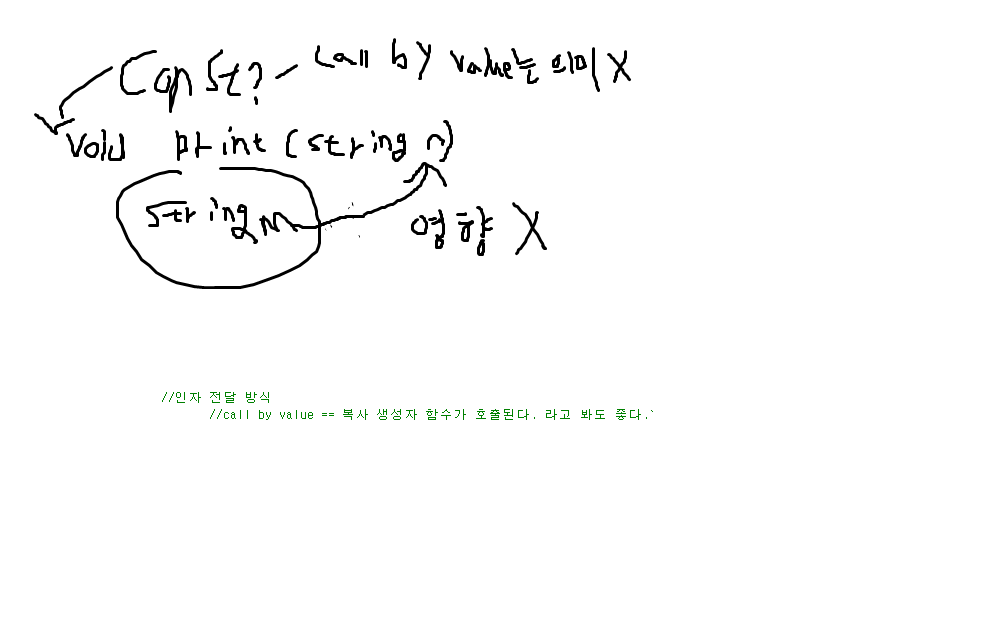 Const? - Call by value는 의미 X
void print (string n)
string m
영향 X
//인자 전달 방식
//call by value == 복사 생성자 함수가 호출된다. 라고 봐도 좋다.`